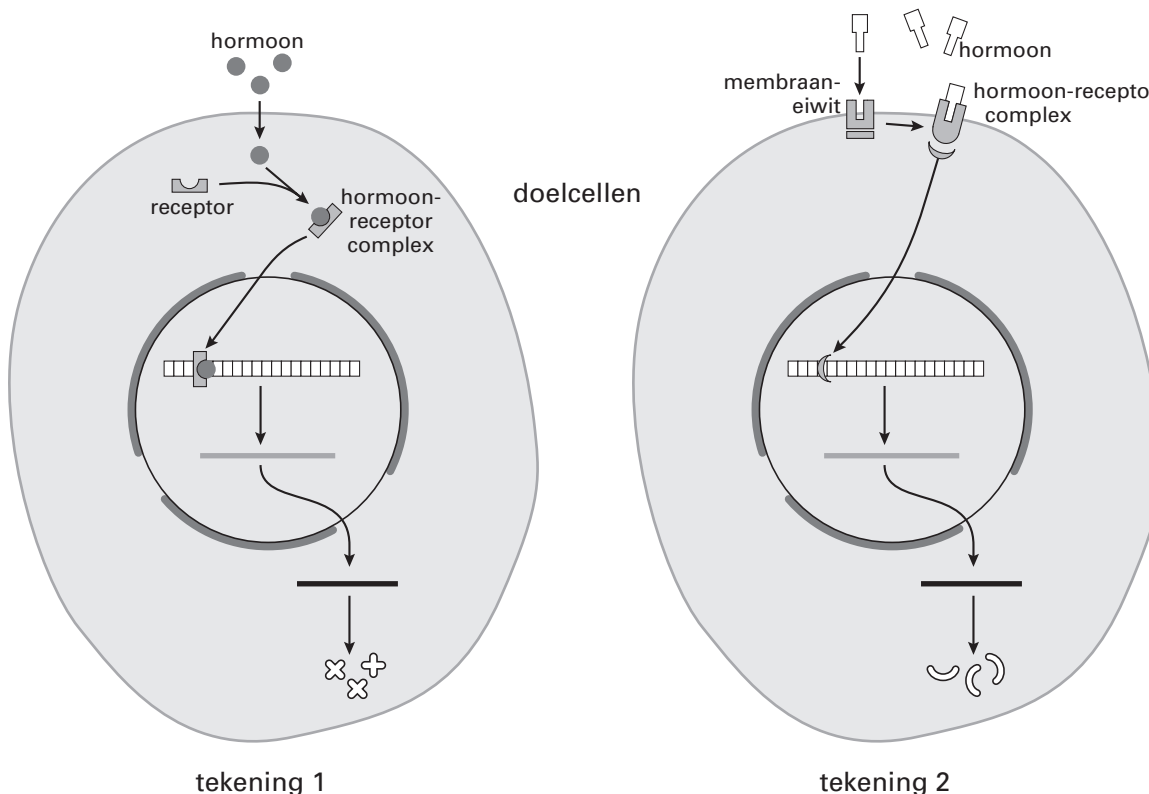 hormoon
receptor
hormoon-
receptor
complex
doelcellen
hormoon
membraan-
eiwit
hormoon-recepto
complex
tekening 1
tekening 2